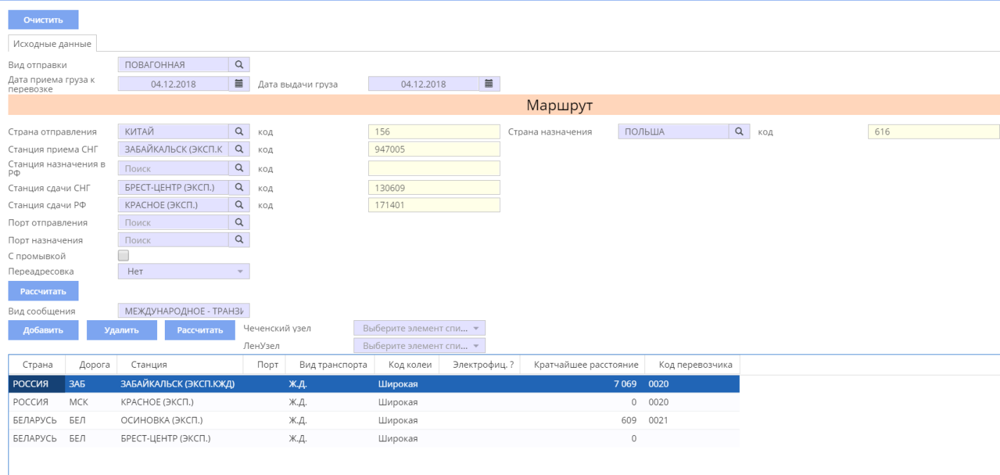 Очистить
Исходные данные
Вид отправки ПОВАГОННАЯ
Дата приема груза к перевозке 04.12.2018 Дата выдачи груза 04.12.2018
Маршрут
Страна отправления КИТАЙ код 156 Страна назначения ПОЛЬША код 616
Станция приема СНГ ЗАБАЙКАЛЬСК (ЭКСП.К код 947005
Станция назначения в РФ Поиск код
Станция сдачи СНГ БРЕСТ-ЦЕНТР (ЭКСП.) код 130609
Станция сдачи РФ КРАСНОЕ (ЭКСП.) код 171401
Порт отправления Поиск
Порт назначения Поиск
С промывкой
Переадресовка Нет
Рассчитать
Вид сообщения МЕЖДУНАРОДНОЕ - ТРАНЗИ
Добавить Удалить Рассчитать Чеченский узел Выберите элемент спи...
ЛенУзел Выберите элемент спи...
Страна Дорога Станция Порт Вид транспорта Код колеи Электрофиц. ? Кратчайшее расстояние Код перевозчика
РОССИЯ ЗАБ ЗАБАЙКАЛЬСК (ЭКСП.КЖД) Ж.Д. Широкая 7 069 0020
РОССИЯ МСК КРАСНОЕ (ЭКСП.) Ж.Д. Широкая 0 0020
БЕЛАРУСЬ БЕЛ ОСИНОВКА (ЭКСП.) Ж.Д. Широкая 609 0021
БЕЛАРУСЬ БЕЛ БРЕСТ-ЦЕНТР (ЭКСП.) Ж.Д. Широкая 0